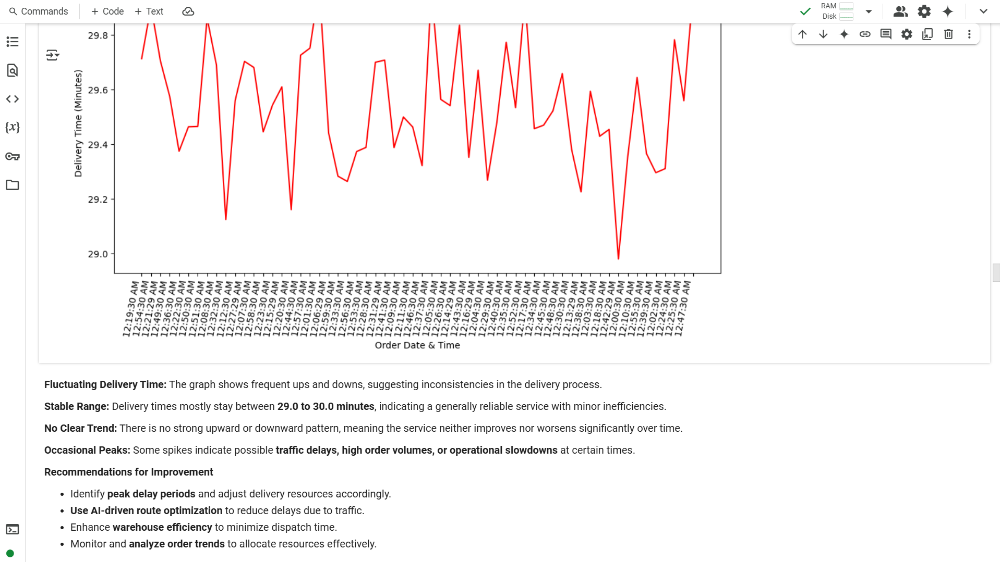 Commands
+ Code
+ Text
RAM
Disk
29.8
29.6
29.4
29.2
29.0
Delivery Time (Minutes)
12:19:30 AM
12:54:30 AM
12:21:29 AM
12:49:30 AM
12:36:30 AM
12:22:30 AM
12:50:30 AM
12:51:30 AM
12:08:30 AM
12:32:30 AM
12:12:30 AM
12:27:29 AM
12:07:30 AM
12:58:30 AM
12:23:30 AM
12:15:29 AM
12:20:30 AM
12:44:30 AM
12:57:30 AM
12:01:30 AM
12:06:29 AM
12:59:30 AM
12:33:30 AM
12:56:30 AM
12:53:30 AM
12:28:30 AM
12:31:29 AM
12:41:30 AM
12:09:30 AM
12:11:30 AM
12:46:30 AM
12:37:30 AM
12:05:30 AM
12:26:30 AM
12:14:29 AM
12:43:30 AM
12:16:29 AM
12:04:30 AM
12:29:30 AM
12:40:30 AM
12:35:30 AM
12:52:30 AM
12:17:30 AM
12:34:30 AM
12:45:30 AM
12:48:30 AM
12:30:30 AM
12:13:29 AM
12:38:30 AM
12:03:30 AM
12:18:30 AM
12:42:29 AM
12:00:30 AM
12:10:30 AM
12:55:30 AM
12:39:30 AM
12:02:30 AM
12:24:30 AM
12:25:30 AM
12:47:30 AM
Order Date & Time
Fluctuating Delivery Time: The graph shows frequent ups and downs, suggesting inconsistencies in the delivery process.
Stable Range: Delivery times mostly stay between 29.0 to 30.0 minutes, indicating a generally reliable service with minor inefficiencies.
No Clear Trend: There is no strong upward or downward pattern, meaning the service neither improves nor worsens significantly over time.
Occasional Peaks: Some spikes indicate possible traffic delays, high order volumes, or operational slowdowns at certain times.
Recommendations for Improvement
• Identify peak delay periods and adjust delivery resources accordingly.
• Use AI-driven route optimization to reduce delays due to traffic.
• Enhance warehouse efficiency to minimize dispatch time.
• Monitor and analyze order trends to allocate resources effectively.